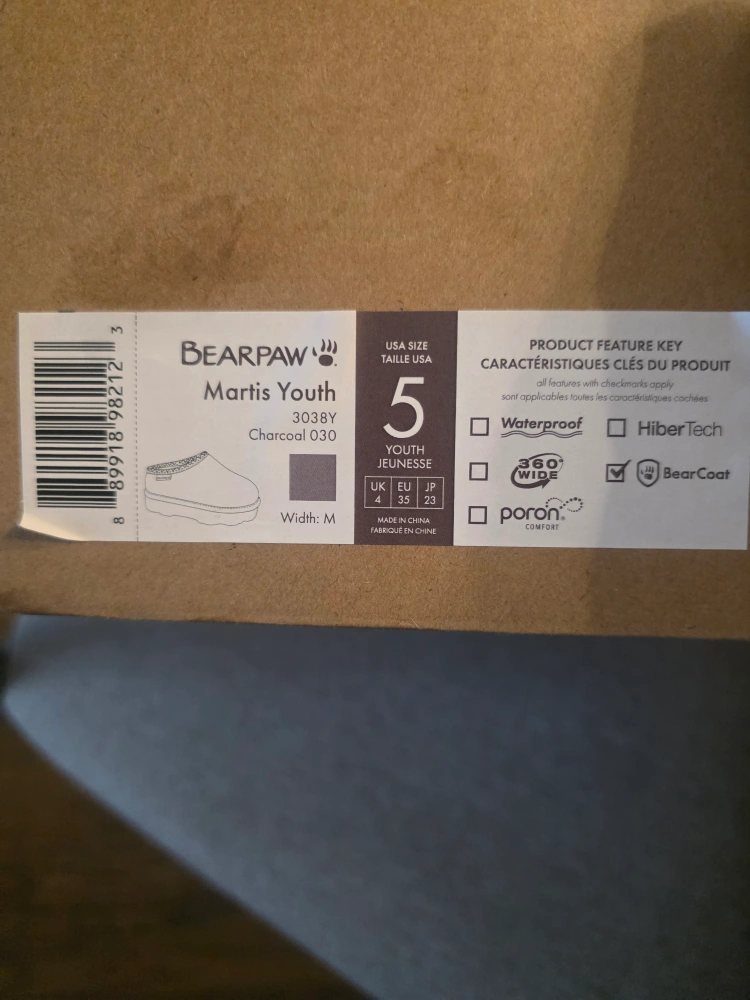 8 89918 98212 3
BEARPAW
Martis Youth
3038Y
Charcoal 030
Width: M
USA SIZE
TAILLE USA
5
YOUTH
JEUNESSE
UK EU JP
4 35 23
MADE IN CHINA
FABRIQUÉ EN CHINE
PRODUCT FEATURE KEY
CARACTÉRISTIQUES CLÉS DU PRODUIT
all features with checkmarks apply
sont applicables toutes les caractéristiques cochées
Waterproof
HiberTech
360°
WIDE
BearCoat
poron®
COMFORT